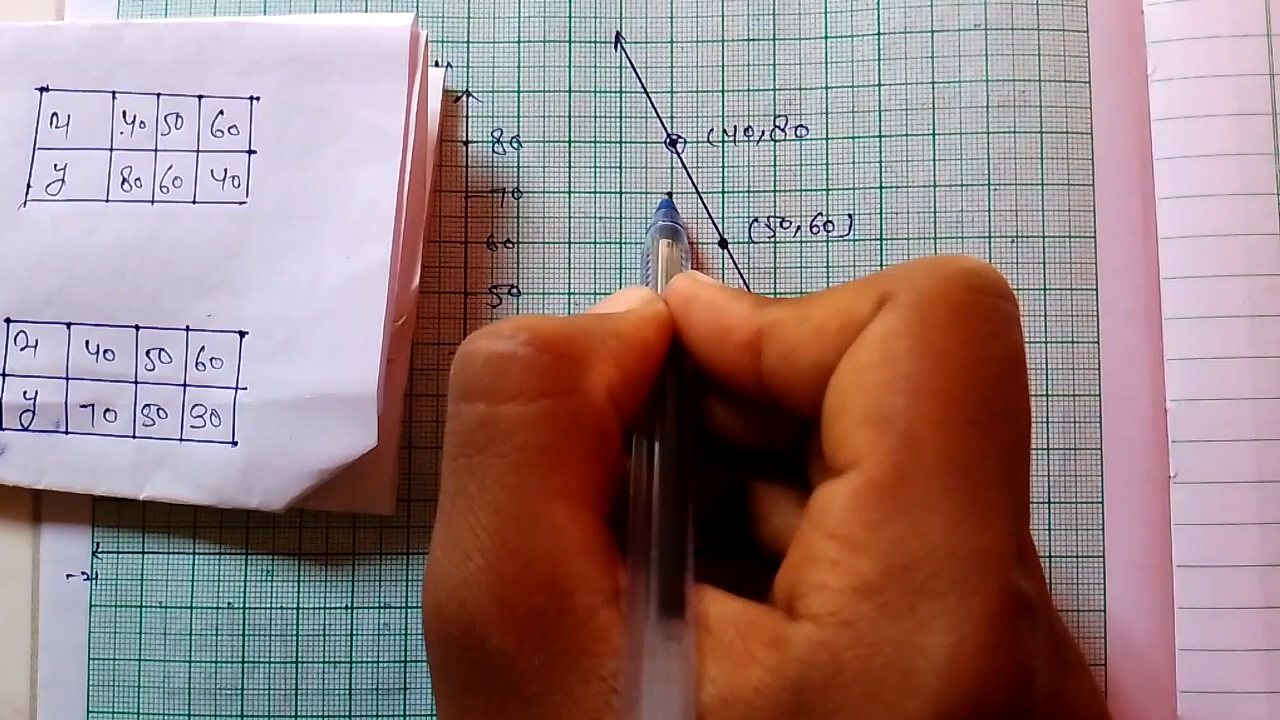 x 40 50 60
y 80 60 40
x 40 50 60
y 70 50 30
80
70
60
50
(40,80
(50,60)
-x